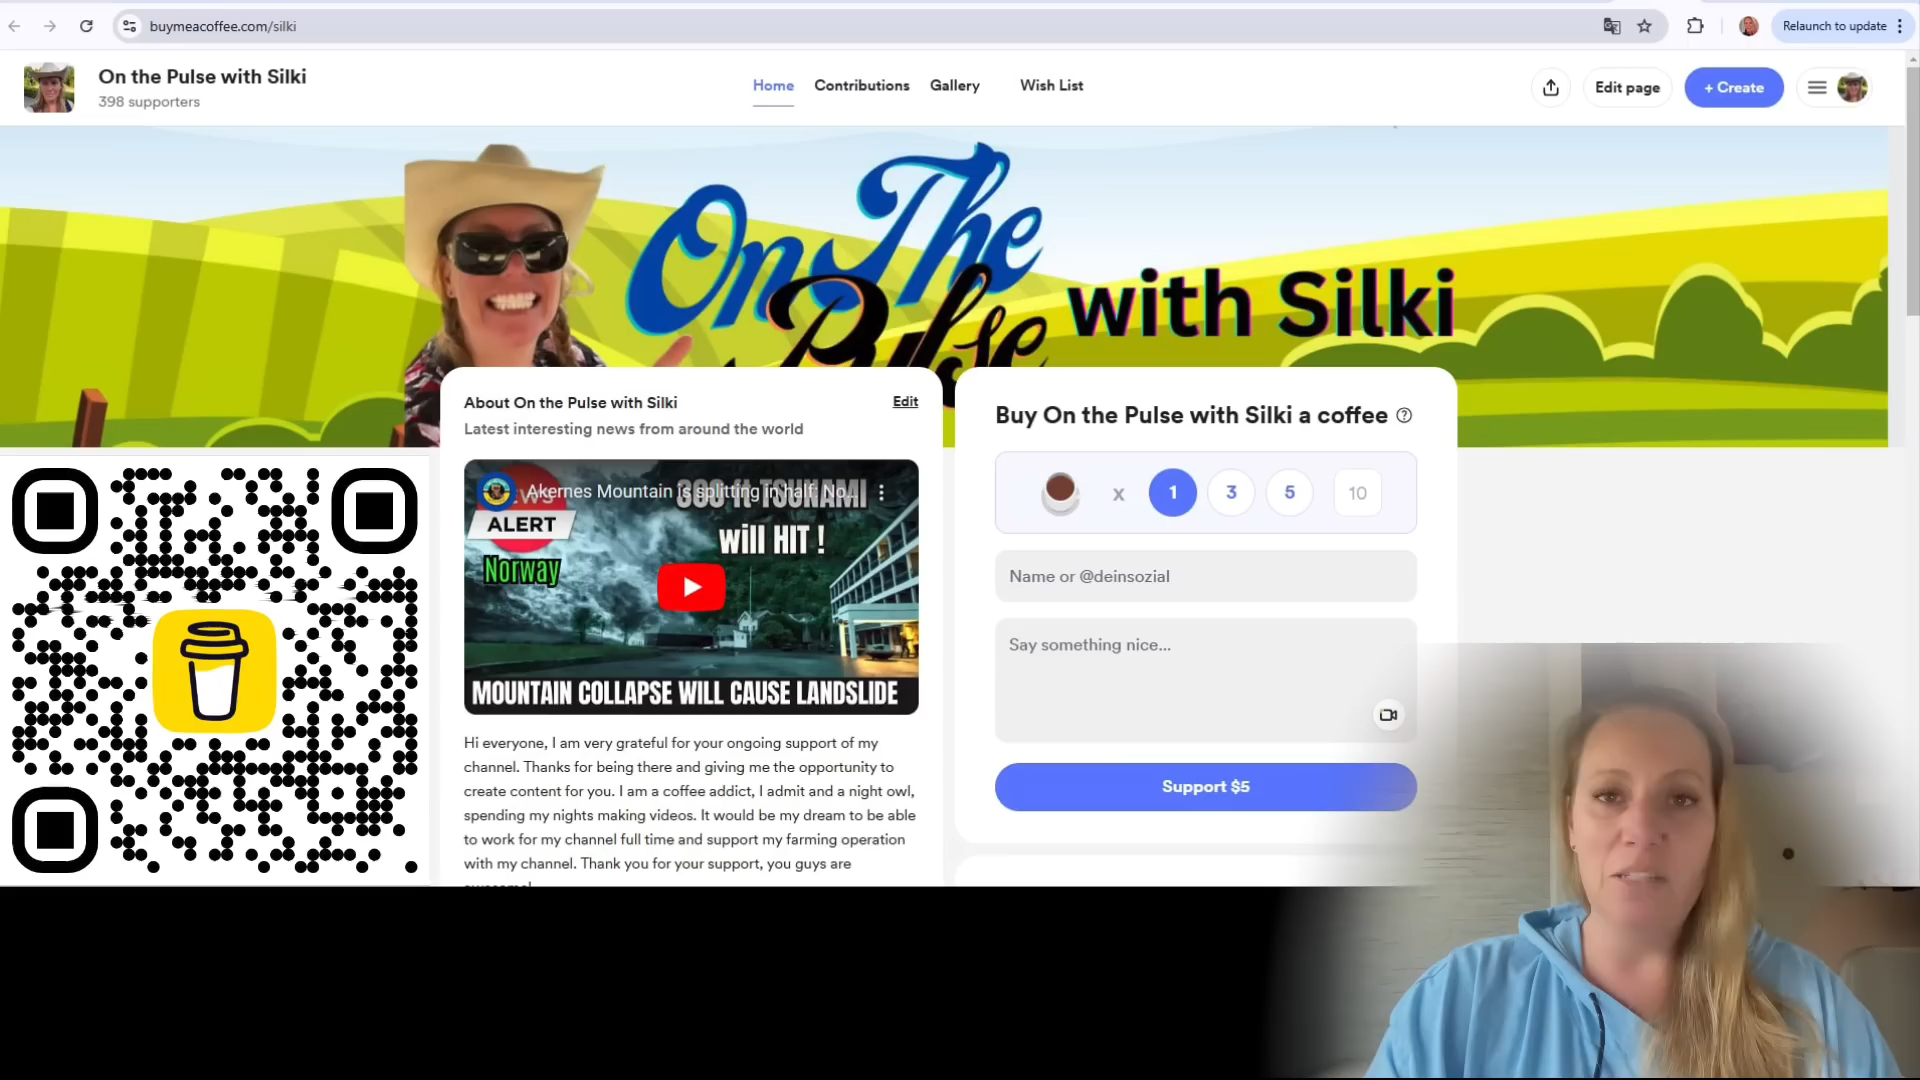 buymeacoffee.com/silki
Relaunch to update
On the Pulse with Silki
398 supporters
Home
Contributions
Gallery
Wish List
Edit page
+ Create
On The
Pulse
with Silki
About On the Pulse with Silki
Edit
Latest interesting news from around the world
Akernes Mountain is splitting in half: No...
ALERT
Norway
will HIT !
MOUNTAIN COLLAPSE WILL CAUSE LANDSLIDE
Hi everyone, I am very grateful for your ongoing support of my
channel. Thanks for being there and giving me the opportunity to
create content for you. I am a coffee addict, I admit and a night owl,
spending my nights making videos. It would be my dream to be able
to work for my channel full time and support my farming operation
with my channel. Thank you for your support, you guys are
Buy On the Pulse with Silki a coffee
x 1 3 5 10
Name or @deinsozial
Say something nice...
Support $5